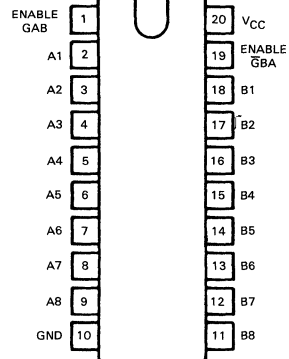 ENABLE GAB 1 20 VCC
A1 2 19 ENABLE G̅BA
A2 3 18 B1
A3 4 17 B2
A4 5 16 B3
A5 6 15 B4
A6 7 14 B5
A7 8 13 B6
A8 9 12 B7
GND 10 11 B8